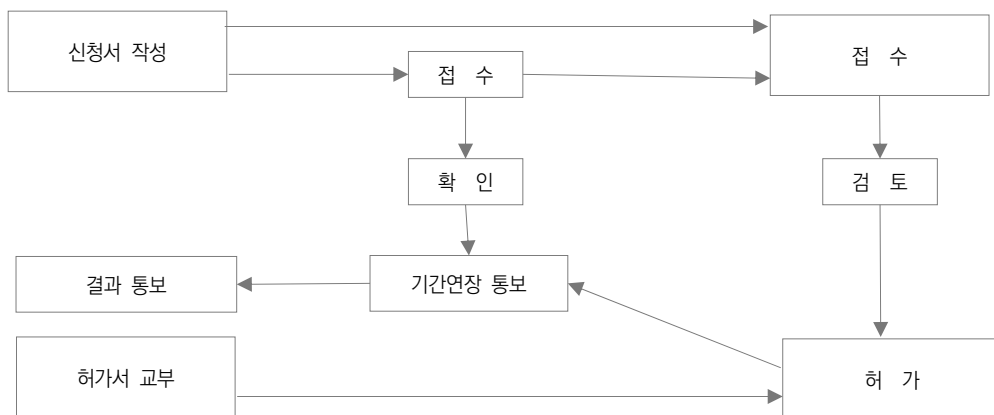 신청서 작성
접 수
접 수
확 인
검 토
결과 통보
기간연장 통보
허가서 교부
허 가